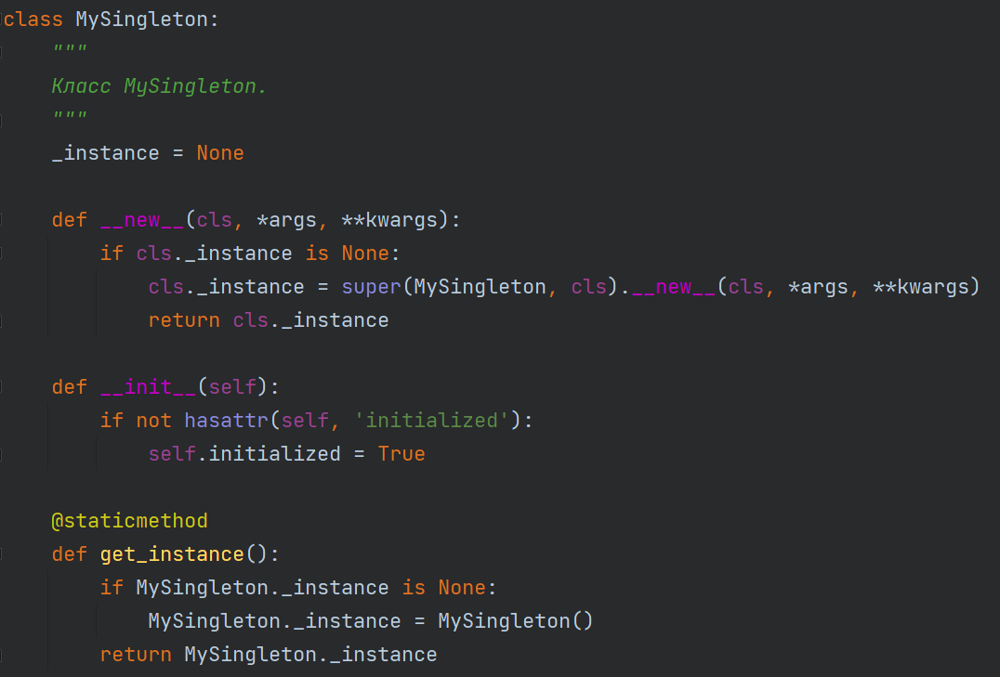 class MySingleton:
    """
    Класс MySingleton.
    """
    _instance = None

    def __new__(cls, *args, **kwargs):
        if cls._instance is None:
            cls._instance = super(MySingleton, cls).__new__(cls, *args, **kwargs)
            return cls._instance

    def __init__(self):
        if not hasattr(self, 'initialized'):
            self.initialized = True

    @staticmethod
    def get_instance():
        if MySingleton._instance is None:
            MySingleton._instance = MySingleton()
        return MySingleton._instance